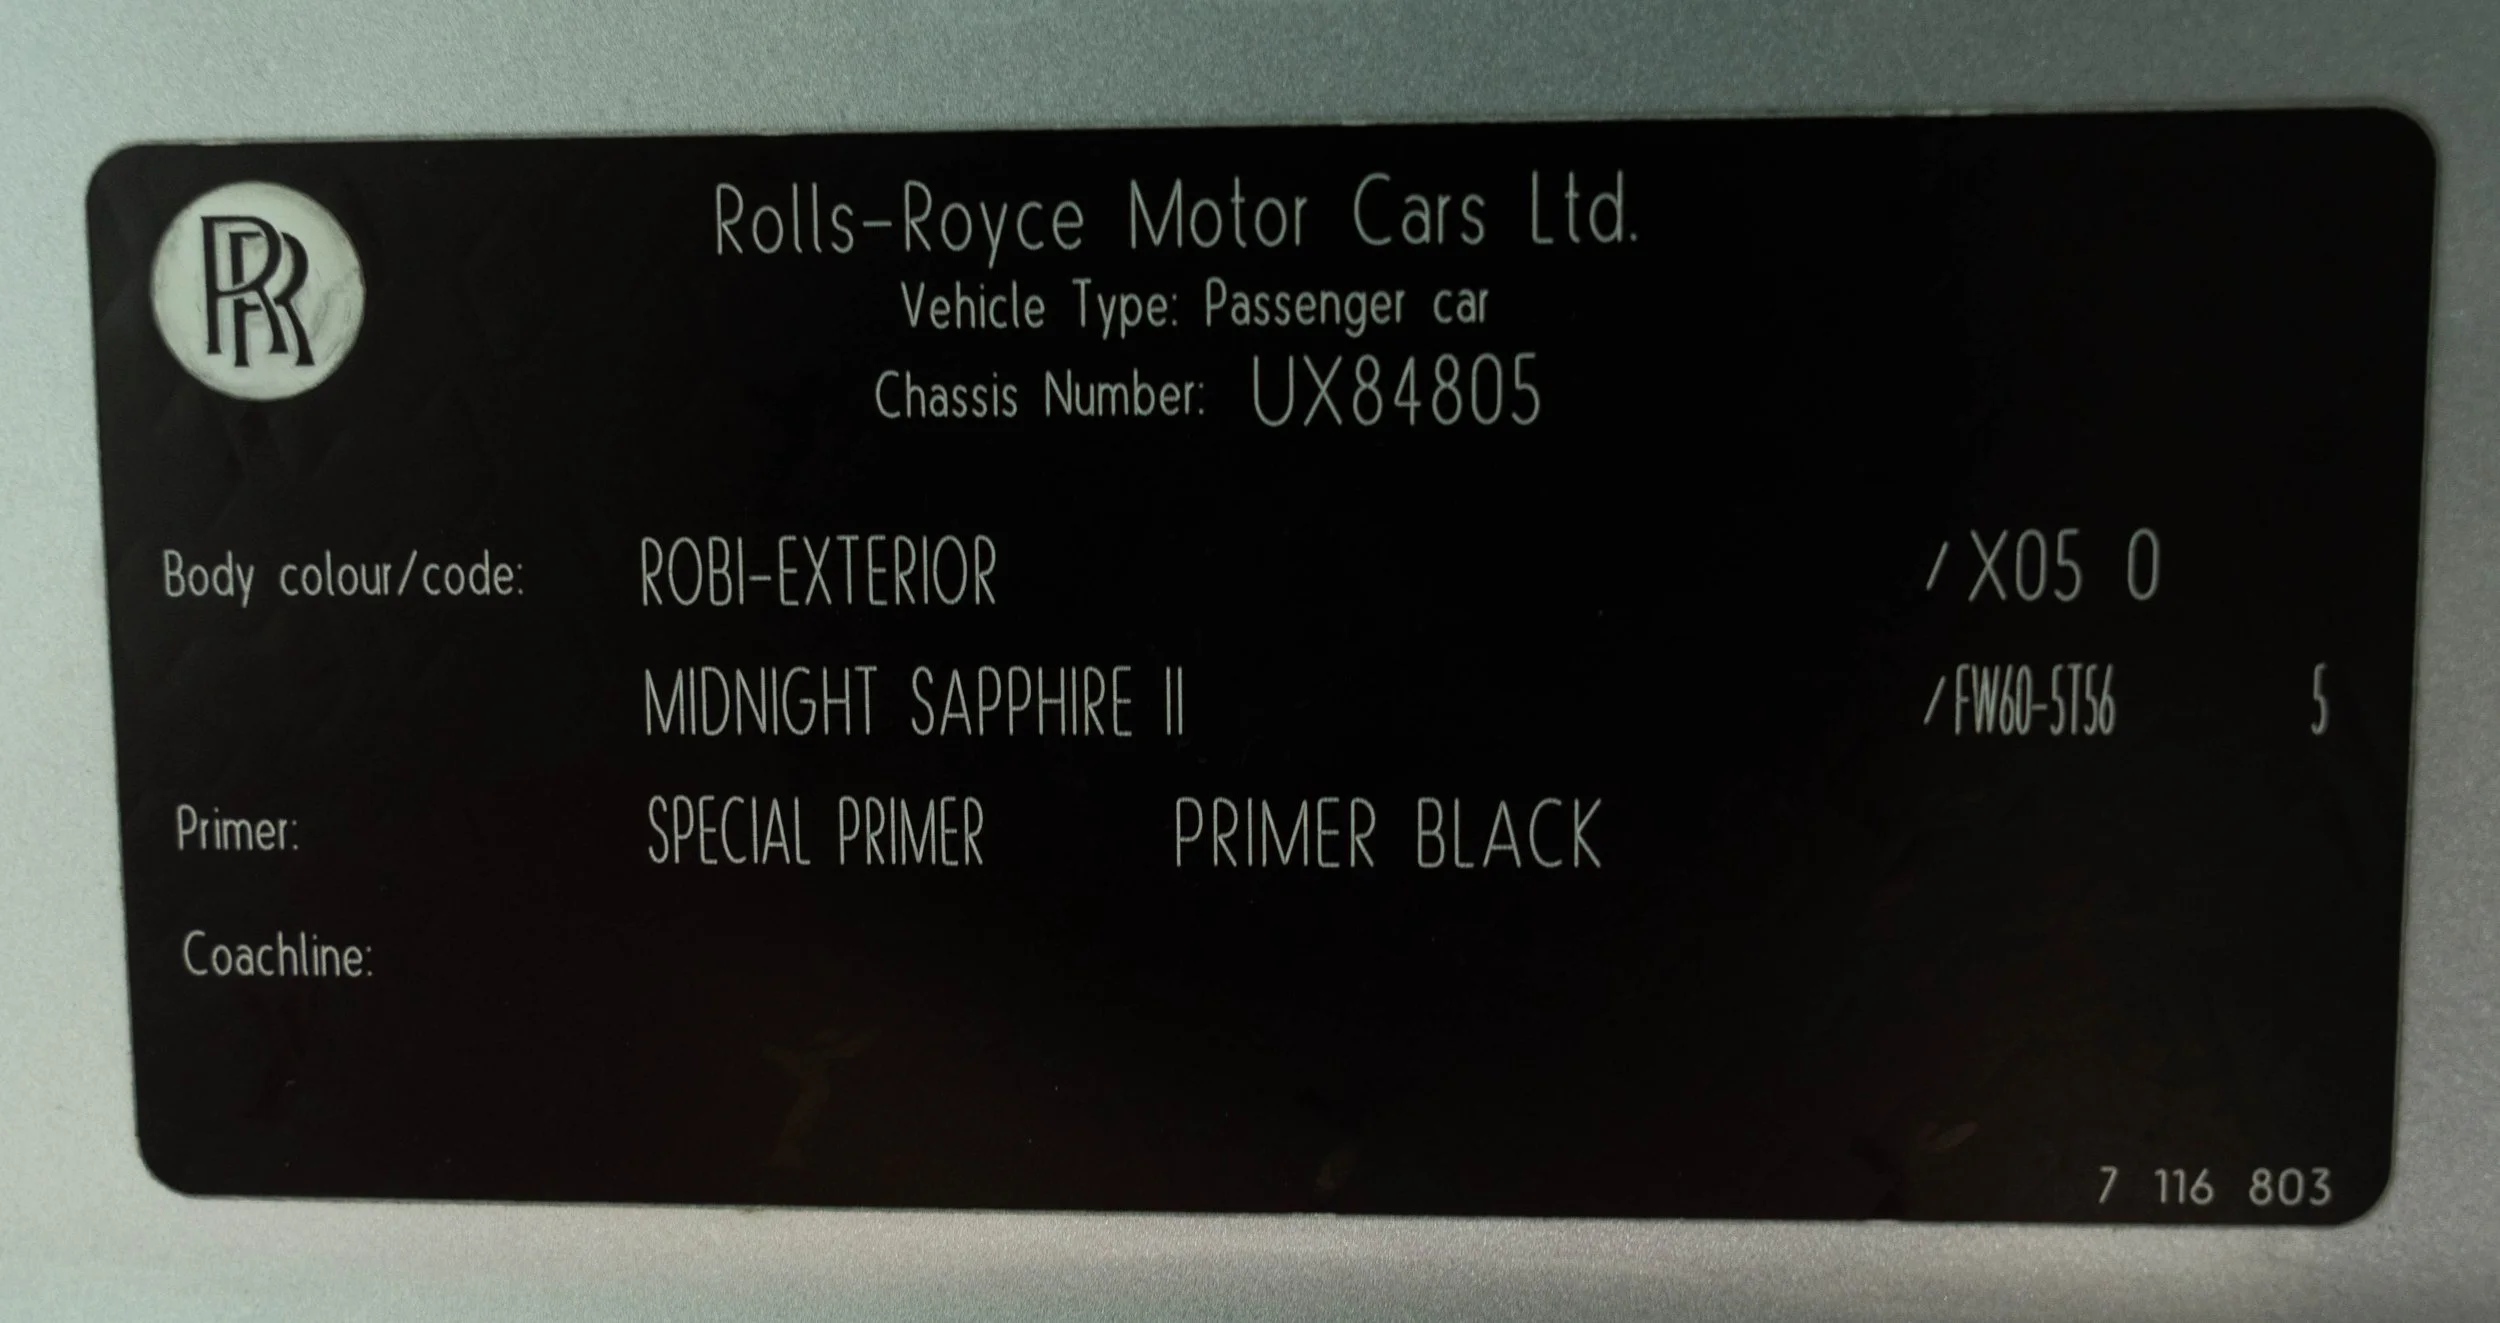 RR
Rolls-Royce Motor Cars Ltd.
Vehicle Type: Passenger car
Chassis Number: UX84805
Body colour/code: ROBI-EXTERIOR /X05 0
MIDNIGHT SAPPHIRE II /FW60-5T56 5
Primer: SPECIAL PRIMER PRIMER BLACK
Coachline:
7 116 803